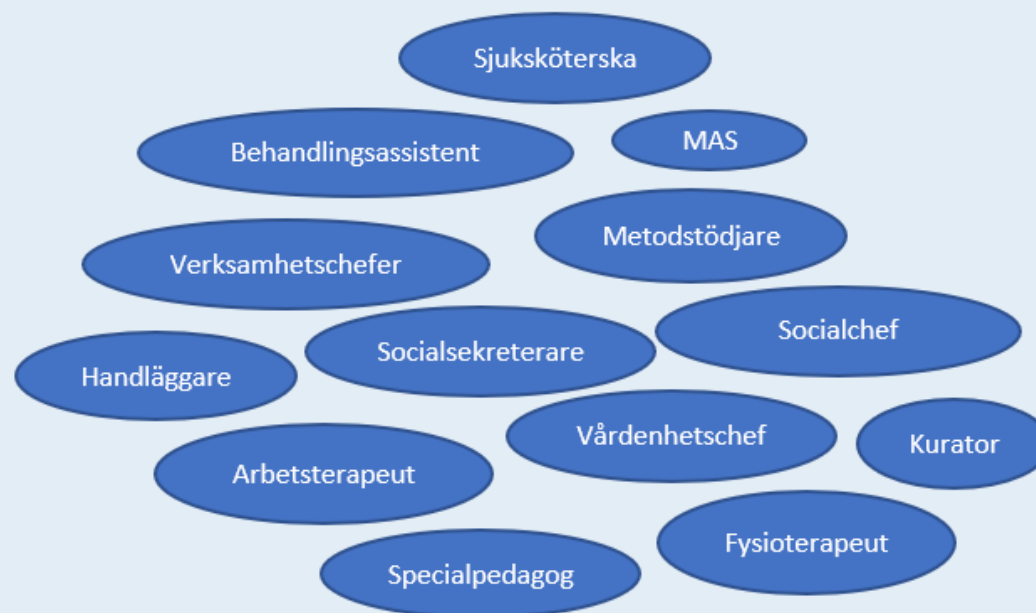 Sjuksköterska
MAS
Behandlingsassistent
Metodstödjare
Verksamhetschefer
Socialchef
Socialsekreterare
Handläggare
Vårdenhetschef
Kurator
Arbetsterapeut
Fysioterapeut
Specialpedagog